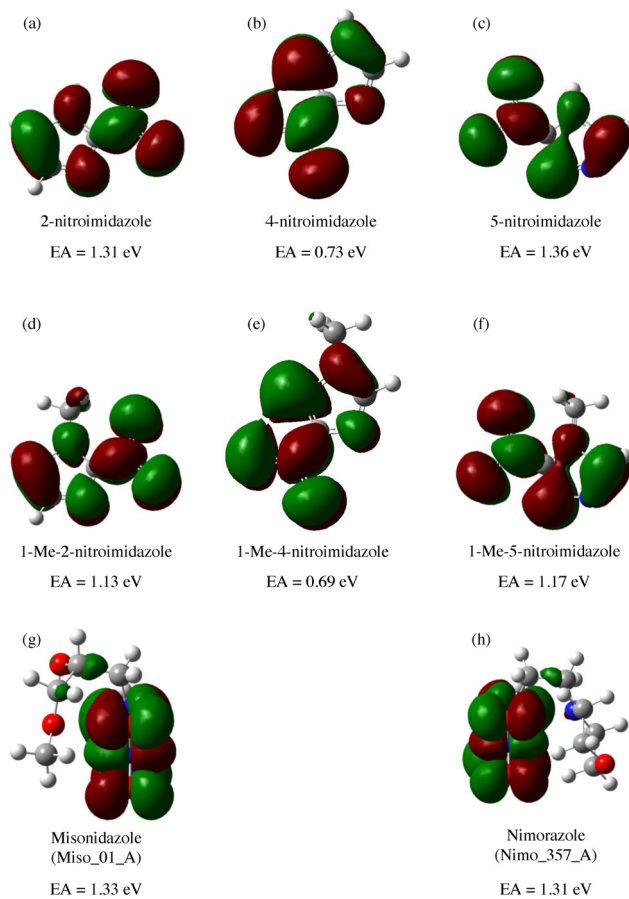 (a)
(b)
(c)
2-nitroimidazole
4-nitroimidazole
5-nitroimidazole
EA = 1.31 eV
EA = 0.73 eV
EA = 1.36 eV
(d)
(e)
(f)
1-Me-2-nitroimidazole
1-Me-4-nitroimidazole
1-Me-5-nitroimidazole
EA = 1.13 eV
EA = 0.69 eV
EA = 1.17 eV
(g)
(h)
Misonidazole
(Miso_01_A)
Nimorazole
(Nimo_357_A)
EA = 1.33 eV
EA = 1.31 eV